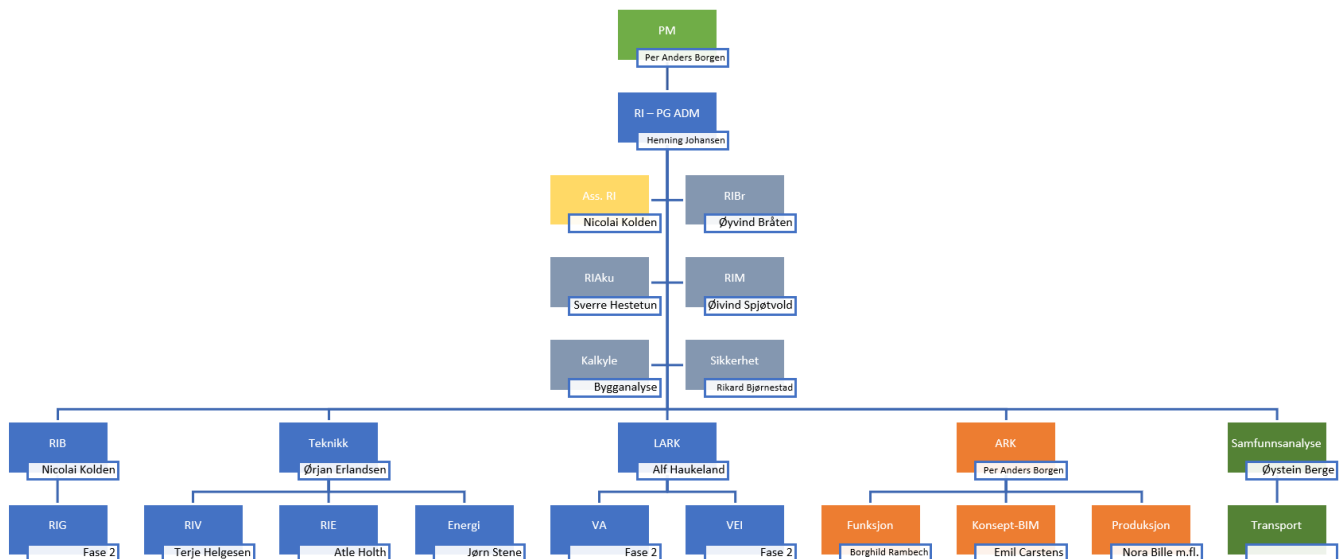 PM
Per Anders Borgen
RI – PG ADM
Henning Johansen
Ass. RI
Nicolai Kolden
RIBr
Øyvind Bråten
RIAku
Sverre Hestetun
RIM
Øivind Spjøtvold
Kalkyle
Bygganalyse
Sikkerhet
Rikard Bjørnestad
RIB
Nicolai Kolden
Teknikk
Ørjan Erlandsen
LARK
Alf Haukeland
ARK
Per Anders Borgen
Samfunnsanalyse
Øystein Berge
RIG
Fase 2
RIV
Terje Helgesen
RIE
Atle Holth
Energi
Jørn Stene
VA
Fase 2
VEI
Fase 2
Funksjon
Borghild Rambech
Konsept-BIM
Emil Carstens
Produksjon
Nora Bille m.fl.
Transport